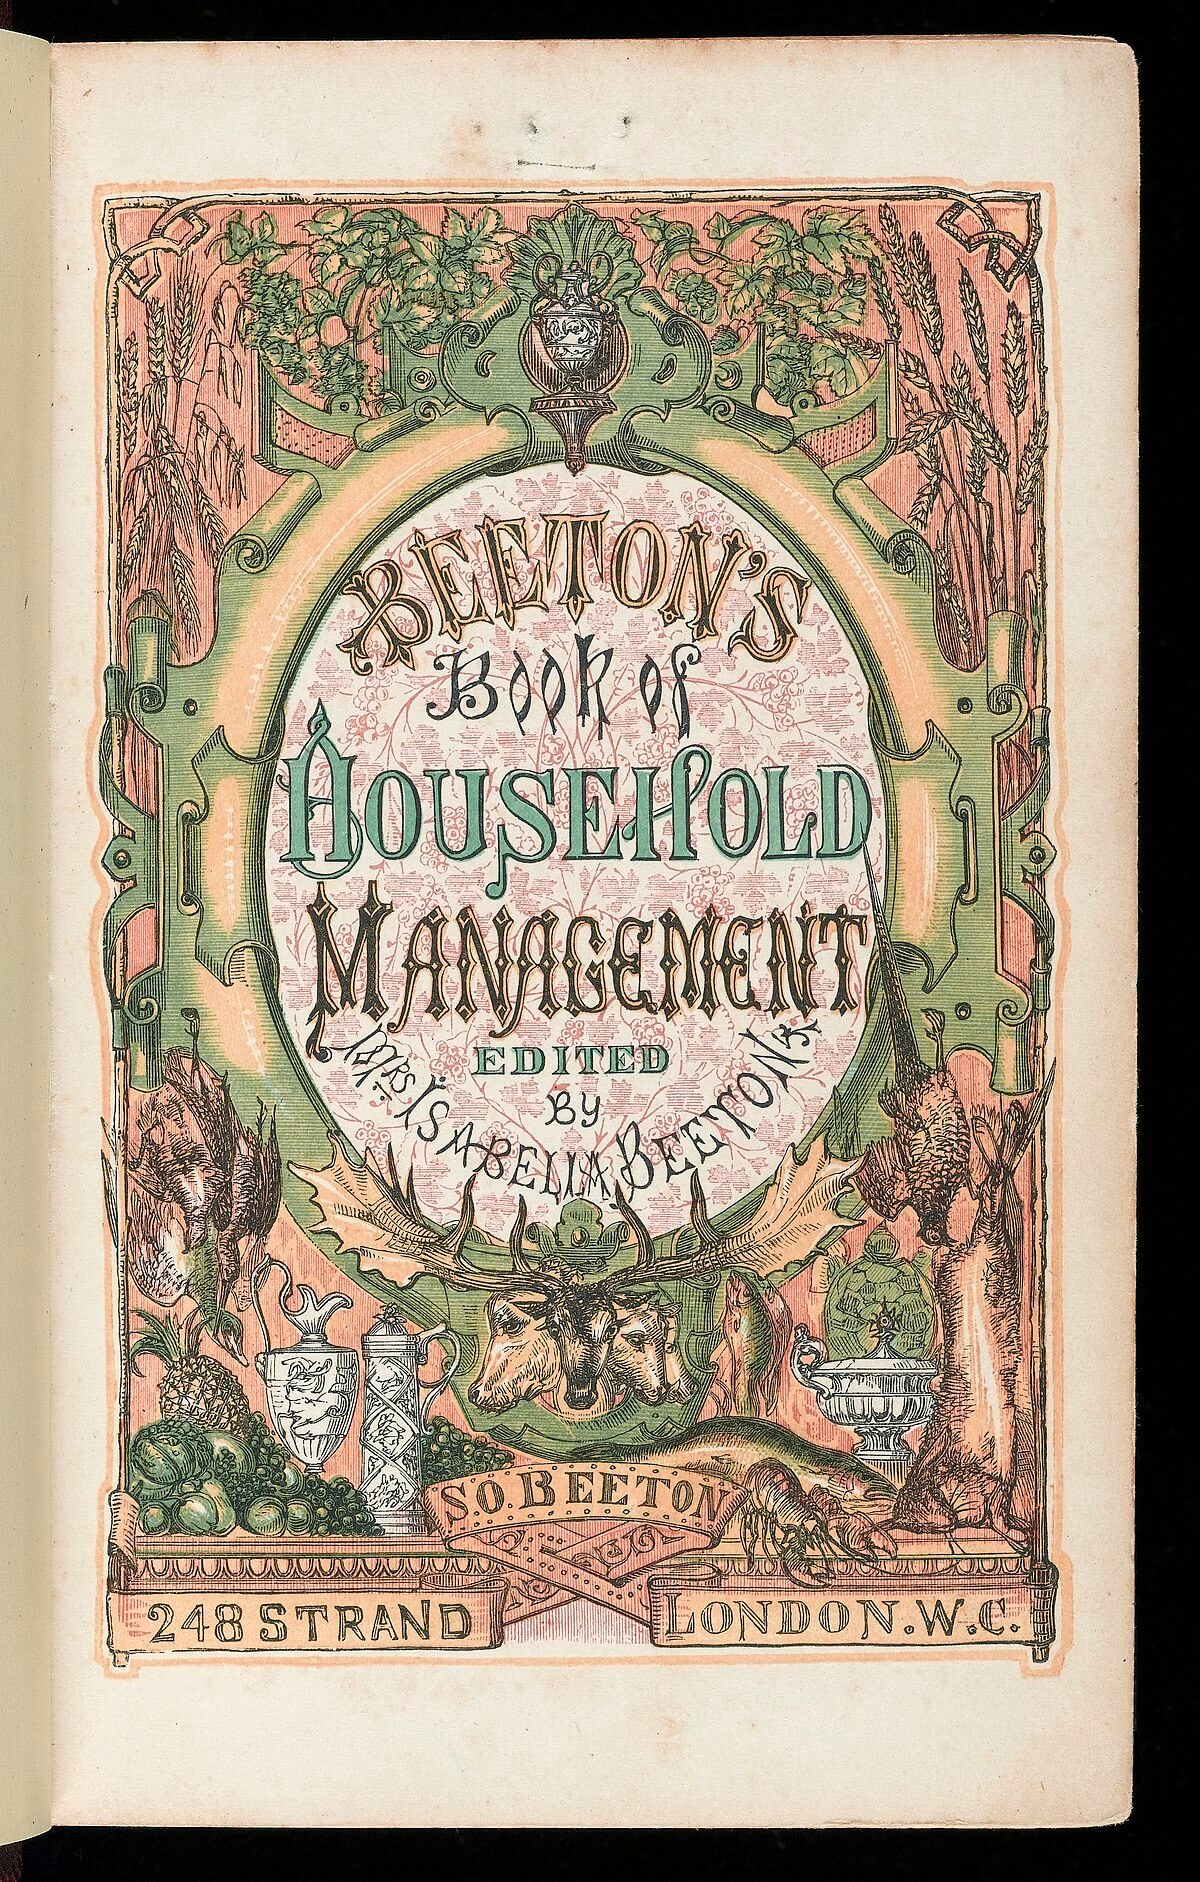 BEETON'S
BOOK OF
HOUSEHOLD
MANAGEMENT
EDITED
BY
MRS ISABELLA BEETON
S.O. BEETON
248 STRAND
LONDON. W.C.